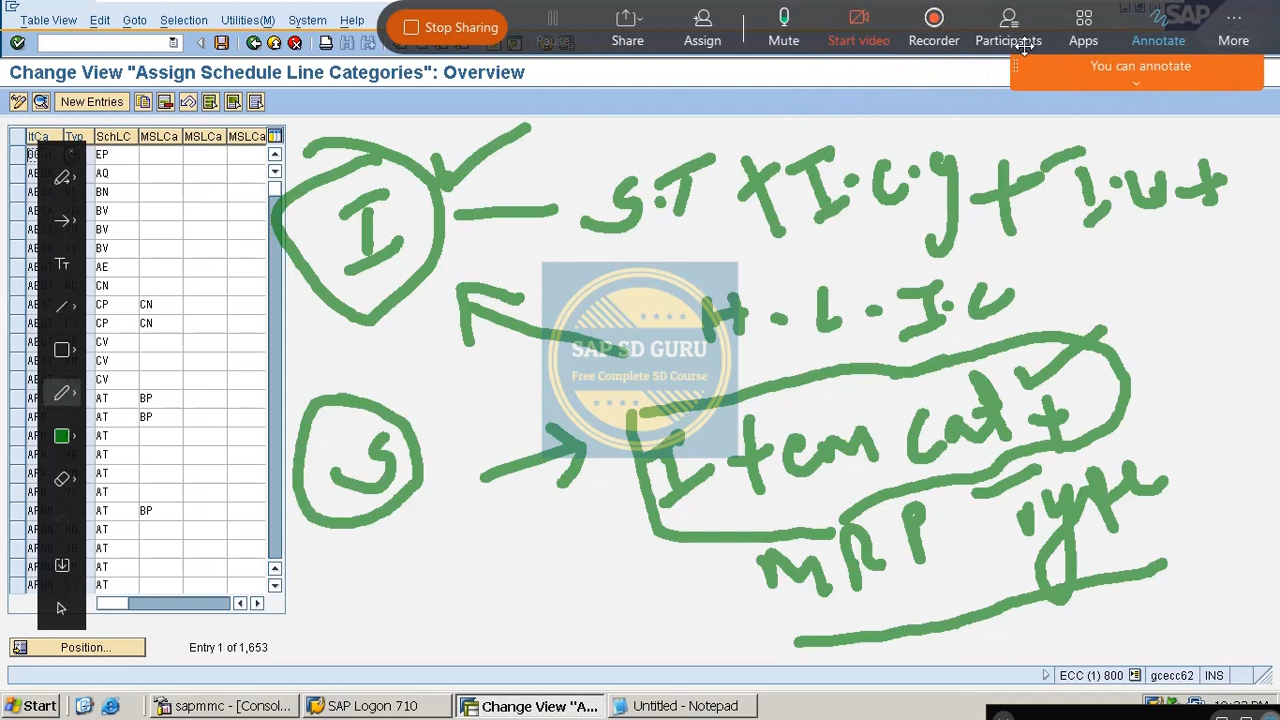 Table View Edit Goto Selection Utilities(M) System Help
Stop Sharing
Pause Share Assign Mute Start video Recorder Participants Apps Annotate More
SAP
You can annotate
Change View "Assign Schedule Line Categories": Overview
New Entries
ItCa Typ SchLC MSLCa MSLCa MSLCa
EP
AQ
BN
BV
BV
BV
AE
CN
CP CN
CP CN
CV
CV
CV
AT BP
AT BP
AT
AT
AT
AT
AT BP
AT
AT
AT
AT
I
S.T + I.C.g + I.U +
H.L.I.C
S
Item Cat +
MRP Type
SAP SD GURU
Free Complete SD Course
Position...
Entry 1 of 1,653
ECC (1) 800 gcecc62 INS
Start sapmmc - [Consol... SAP Logon 710 Change View "A... Untitled - Notepad